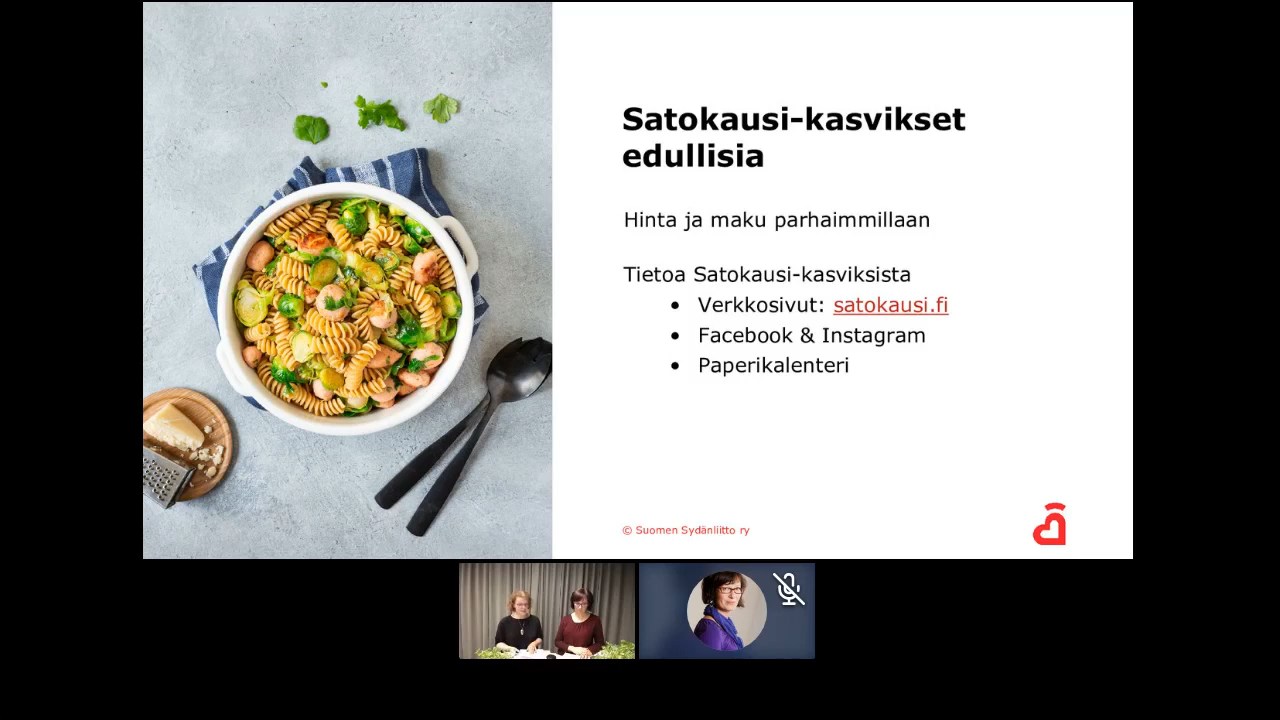 Satokausi-kasvikset
edullisia
Hinta ja maku parhaimmillaan
Tietoa Satokausi-kasviksista
• Verkkosivut: satokausi.fi
• Facebook & Instagram
• Paperikalenteri
© Suomen Sydänliitto ry